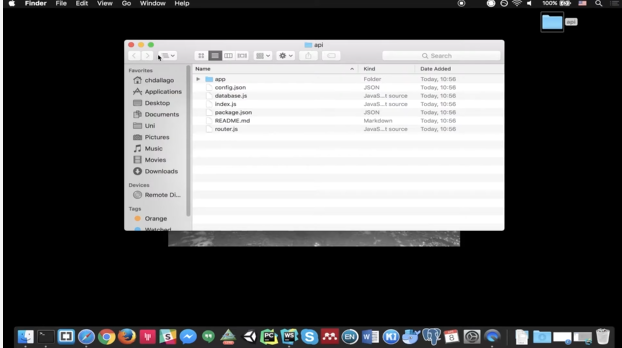 Finder File Edit View Go Window Help 100%
api
api
Search
Name Kind Date Added
Favorites
chdallago
Applications
Desktop
Documents
Uni
Pictures
Music
Movies
Downloads
Devices
Remote Di...
Tags
Orange
Watched
app Folder Today, 10:56
config.json JSON Today, 10:56
database.js JavaS...t source Today, 10:56
index.js JavaS...t source Today, 10:56
package.json JSON Today, 10:56
README.md Markdown Today, 10:56
router.js JavaS...t source Today, 10:56
PC WS S EN W